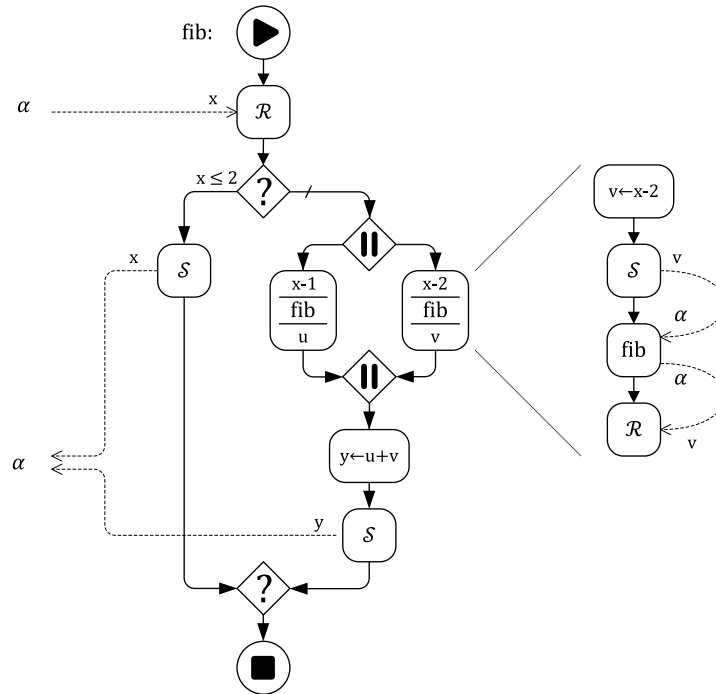 fib:
α
x
ℛ
x ≤ 2
?
v←x-2
x
𝒮
x-1
fib
u
x-2
fib
v
𝒮
v
α
fib
α
ℛ
v
y←u+v
α
y
𝒮
?